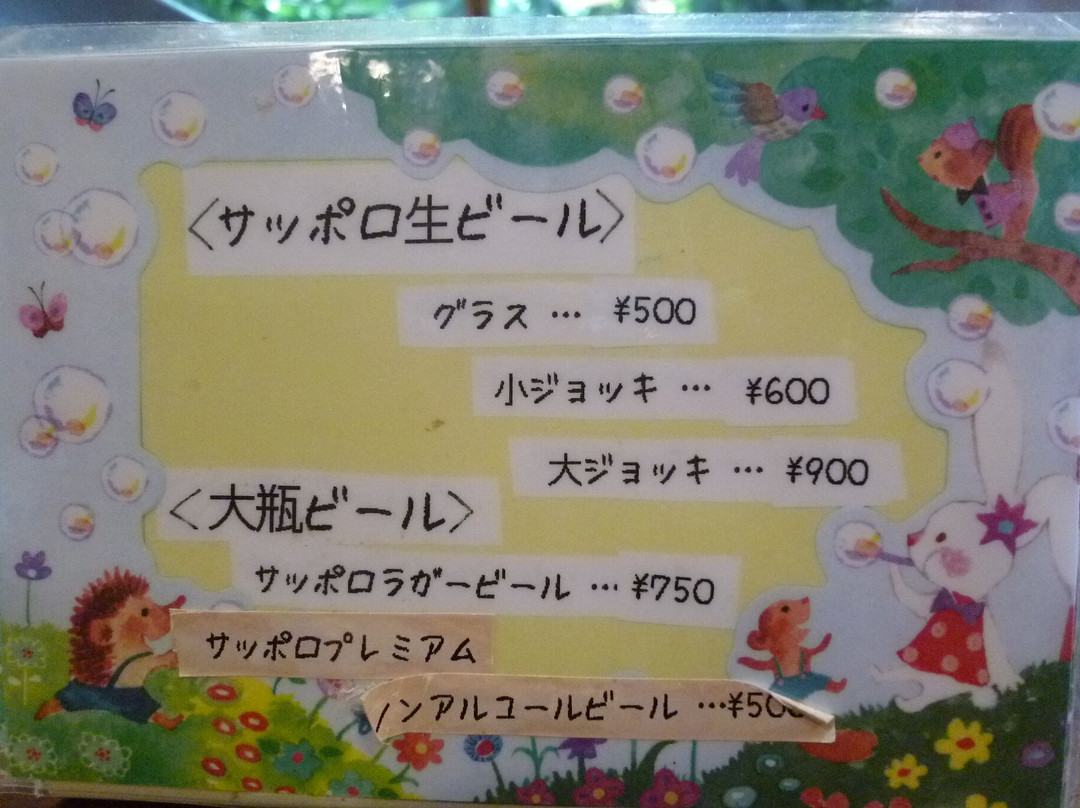 〈サッポロ生ビール〉
グラス … ¥500
小ジョッキ … ¥600
大ジョッキ … ¥900
〈大瓶ビール〉
サッポロラガービール … ¥750
サッポロプレミアム
ノンアルコールビール …¥500